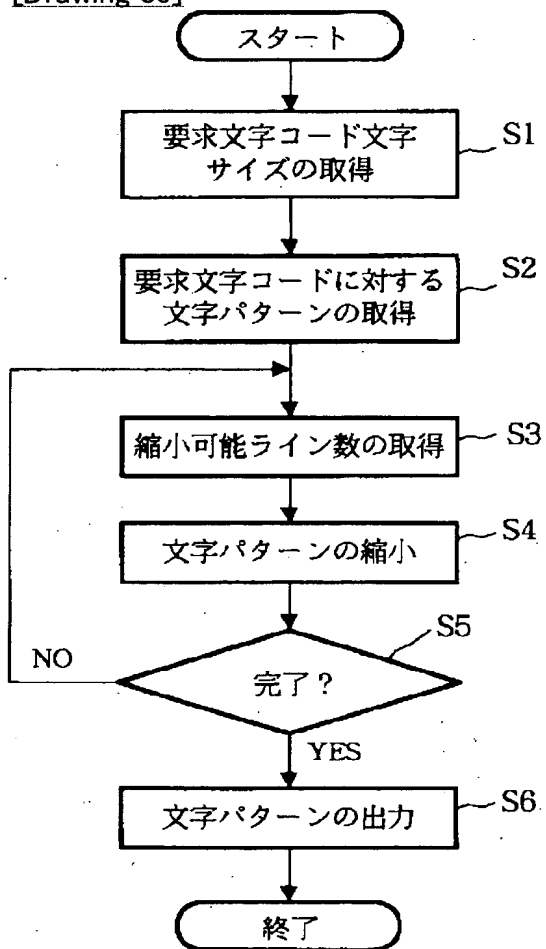 スタート
要求文字コード文字
サイズの取得
S1
要求文字コードに対する
文字パターンの取得
S2
縮小可能ライン数の取得
S3
文字パターンの縮小
S4
S5
完了？
NO
YES
文字パターンの出力
S6
終了